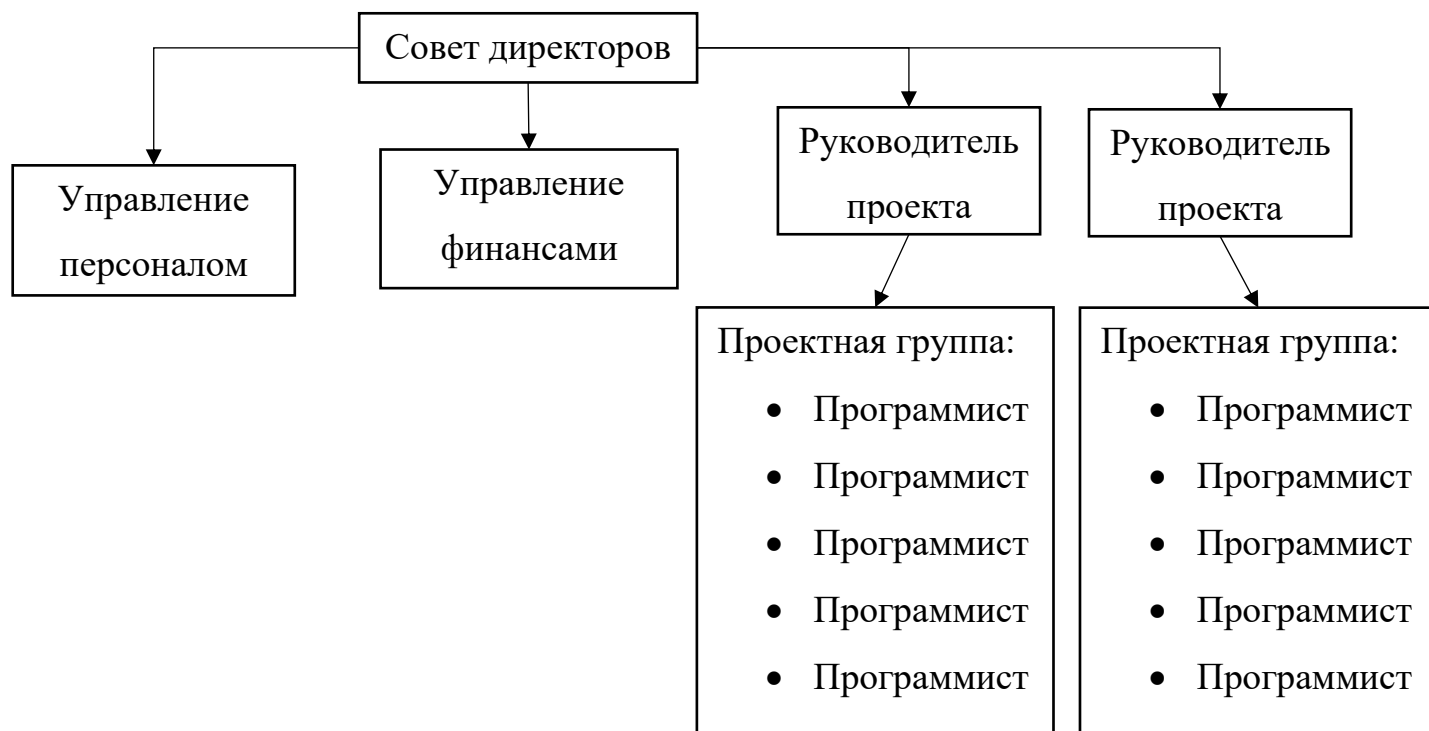 Совет директоров
Управление
персоналом
Управление
финансами
Руководитель
проекта
Руководитель
проекта
Проектная группа:
• Программист
• Программист
• Программист
• Программист
• Программист
Проектная группа:
• Программист
• Программист
• Программист
• Программист
• Программист